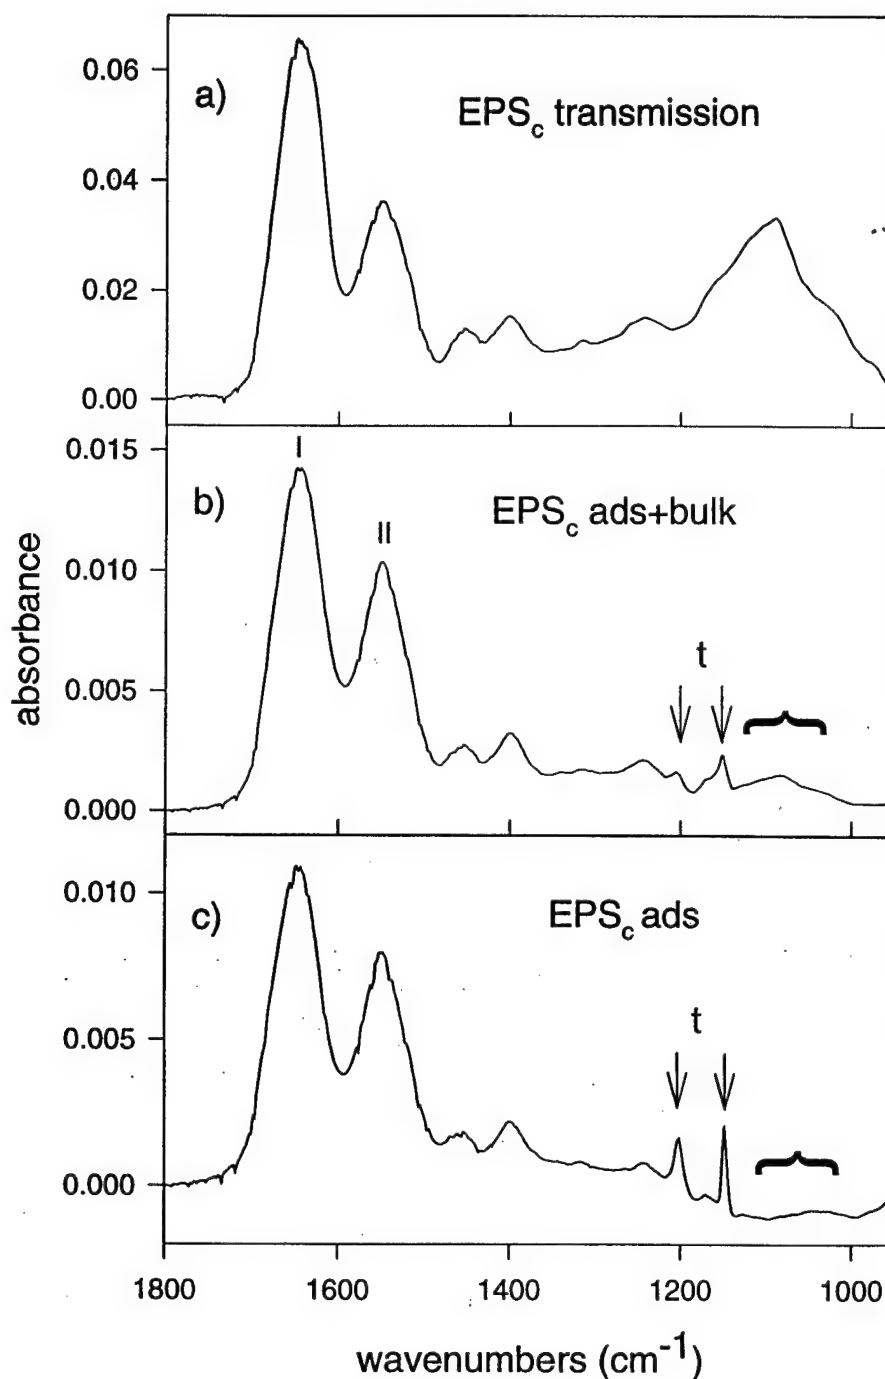 a)
EPSc transmission
0.06
0.04
0.02
0.00
b)
EPSc ads+bulk
I
II
t
0.015
0.010
0.005
0.000
absorbance
c)
EPSc ads
t
0.010
0.005
0.000
1800 1600 1400 1200 1000
wavenumbers (cm-1)